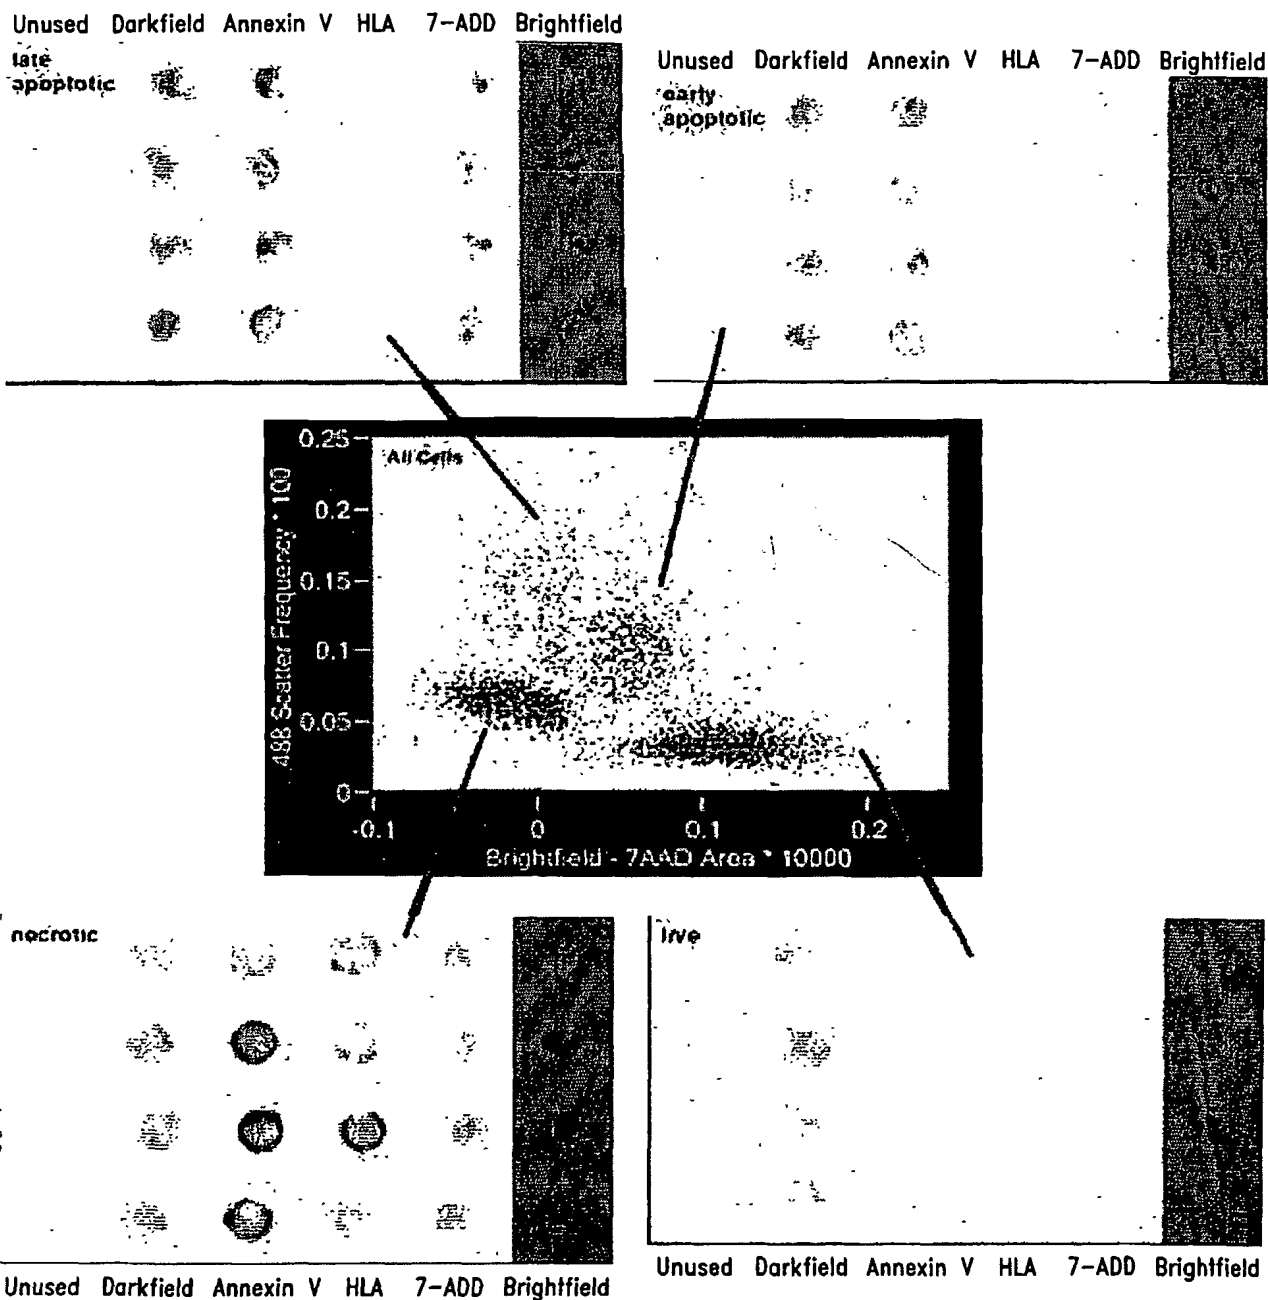 Unused Darkfield Annexin V HLA 7-ADD Brightfield
late
apoptotic
Unused Darkfield Annexin V HLA 7-ADD Brightfield
early
apoptotic
0.25
0.2
0.15
0.1
0.05
0
All Cells
488 Scatter Frequency * 100
-0.1 0 0.1 0.2
Brightfield - 7AAD Area * 10000
necrotic
live
Unused Darkfield Annexin V HLA 7-ADD Brightfield
Unused Darkfield Annexin V HLA 7-ADD Brightfield